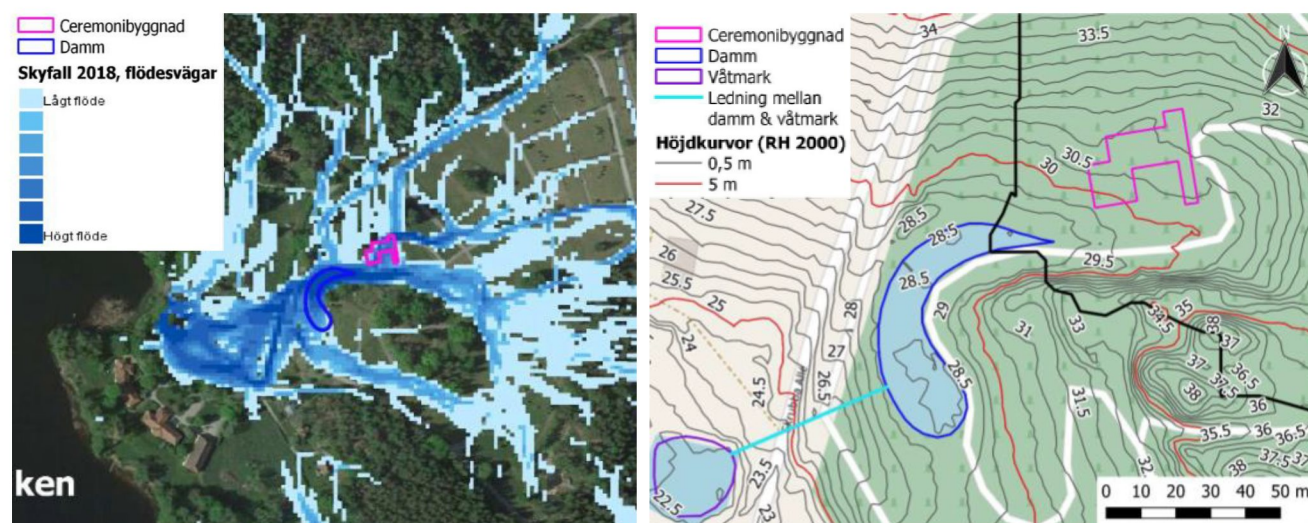 Ceremonibyggnad
Damm
Skyfall 2018, flödesvägar
Lågt flöde
Högt flöde
ken
Ceremonibyggnad
Damm
Våtmark
Ledning mellan
damm & våtmark
Höjdkurvor (RH 2000)
0,5 m
5 m
N
34
33.5
32
30.5
30
28.5
28.5
28.5
29.5
29
28.5
28
27.5
27
26.5
26
25.5
25
24
24.5
23.5
23
22.5
31
33
34.5
35
38
37
37
36.5
38
36
31.5
32
35.5
36
36.5
37.5
37
38
0 10 20 30 40 50 m